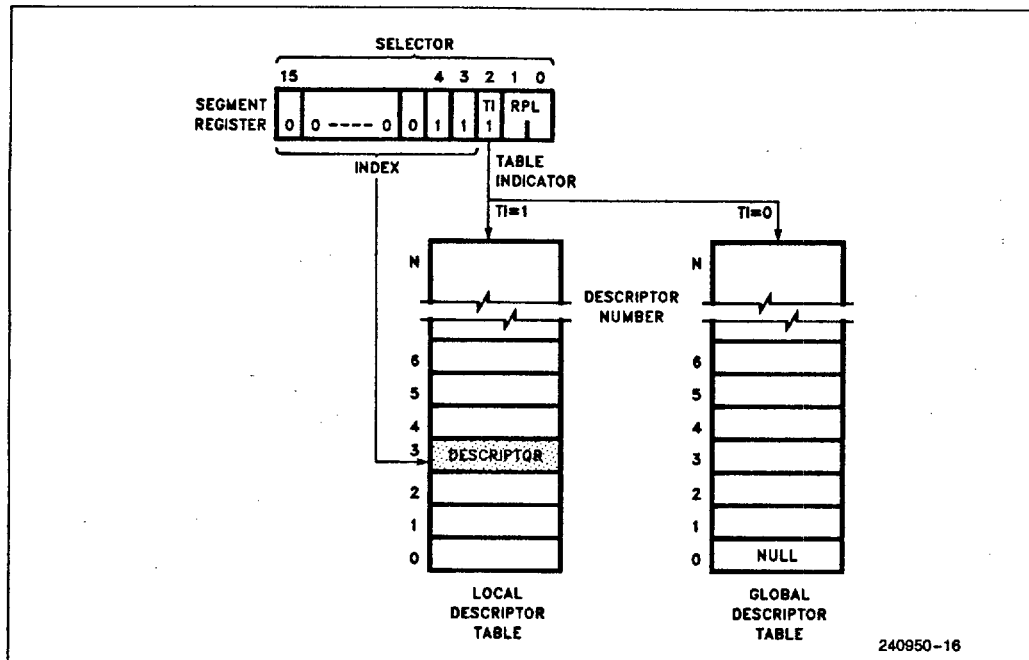 SELECTOR
15 4 3 2 1 0
SEGMENT REGISTER
TI RPL
0 0 ---- 0 0 1 1 1
INDEX
TABLE
INDICATOR
TI=1 TI=0
N N
DESCRIPTOR
NUMBER
6 6
5 5
4 4
3 DESCRIPTOR 3
2 2
1 1
0 0 NULL
LOCAL
DESCRIPTOR
TABLE
GLOBAL
DESCRIPTOR
TABLE
240950-16